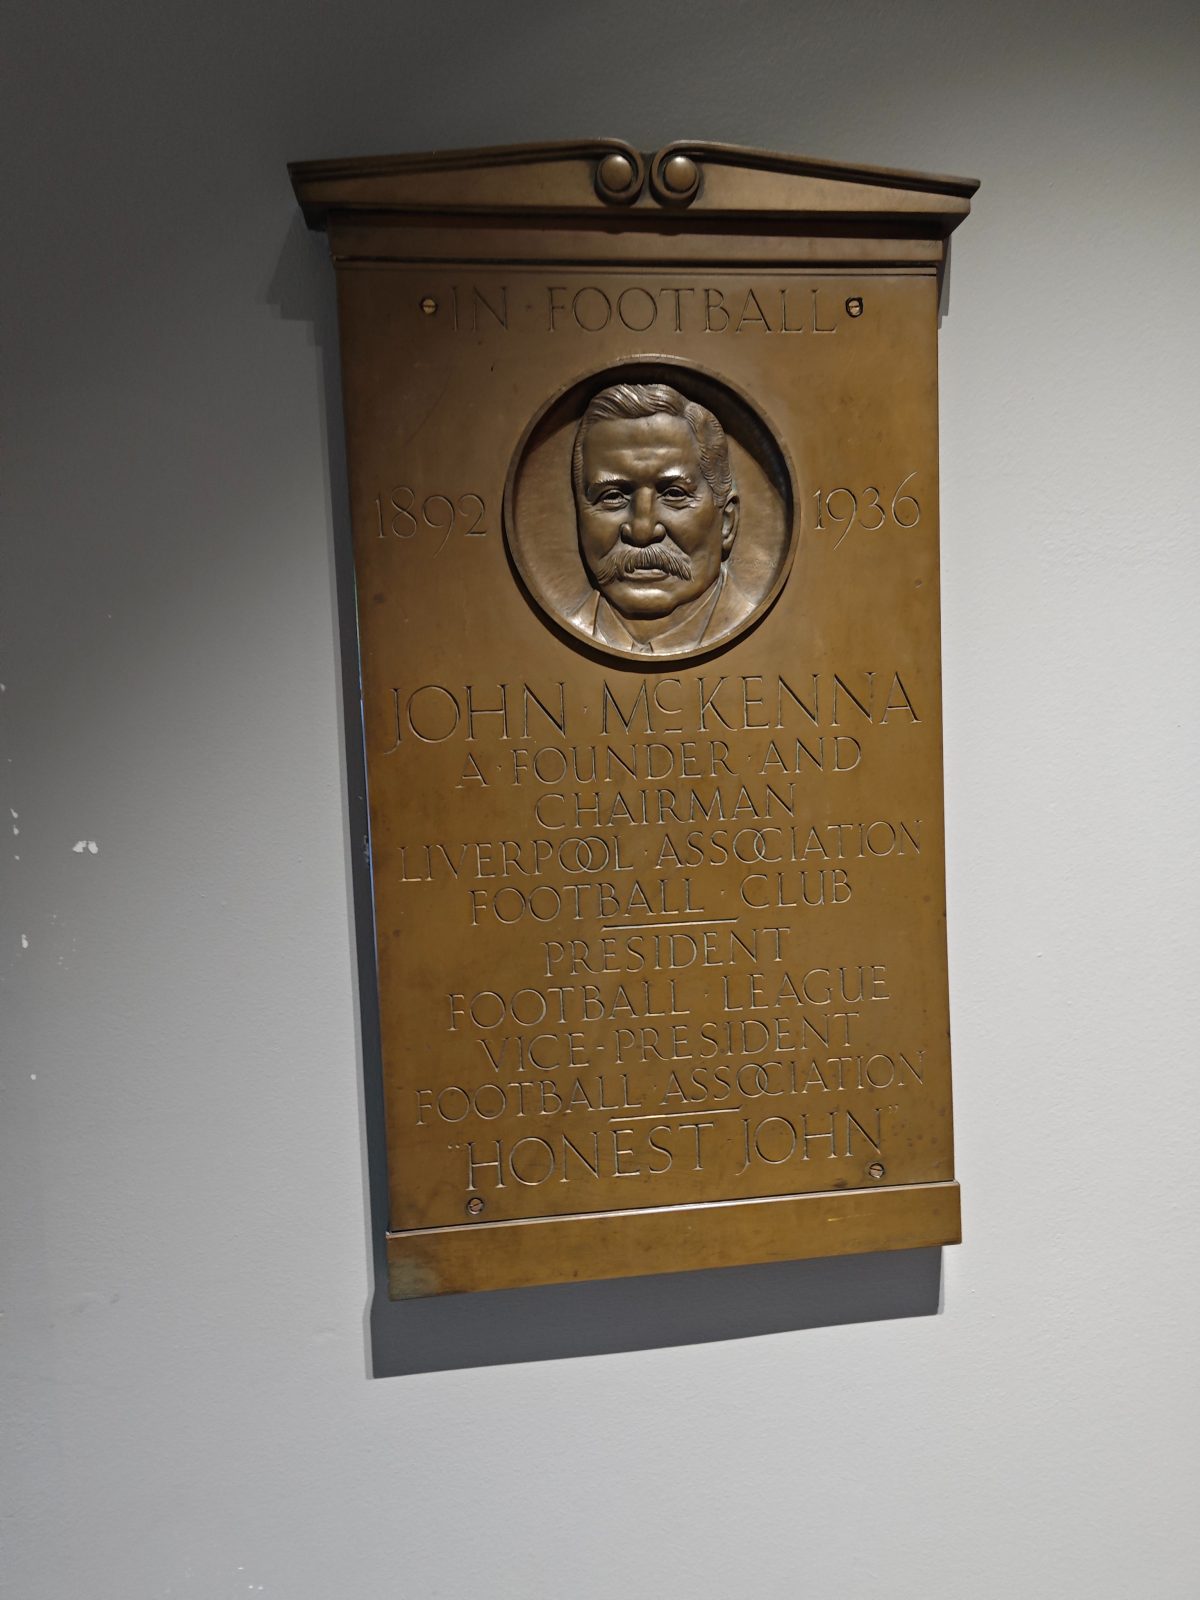 IN · FOOTBALL
1892 1936
JOHN · McKENNA
A · FOUNDER · AND
CHAIRMAN
LIVERPOOL · ASSOCIATION
FOOTBALL · CLUB
PRESIDENT
FOOTBALL · LEAGUE
VICE-PRESIDENT
FOOTBALL · ASSOCIATION
"HONEST · JOHN"